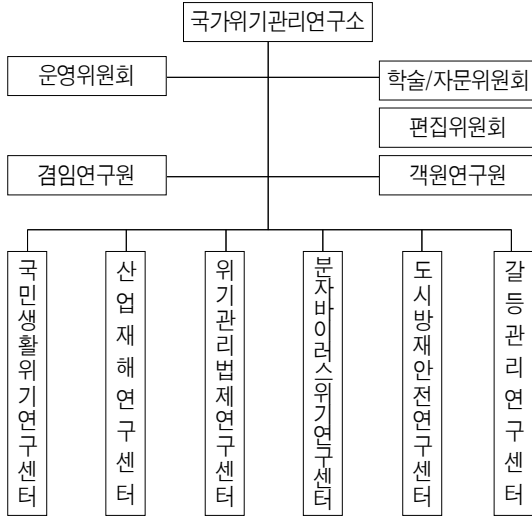 국가위기관리연구소
운영위원회
학술/자문위원회
편집위원회
겸임연구원
객원연구원
국민생활위기연구센터
산업재해연구센터
위기관리법제연구센터
분자바이러스위기연구센터
도시방재안전연구센터
갈등관리연구센터